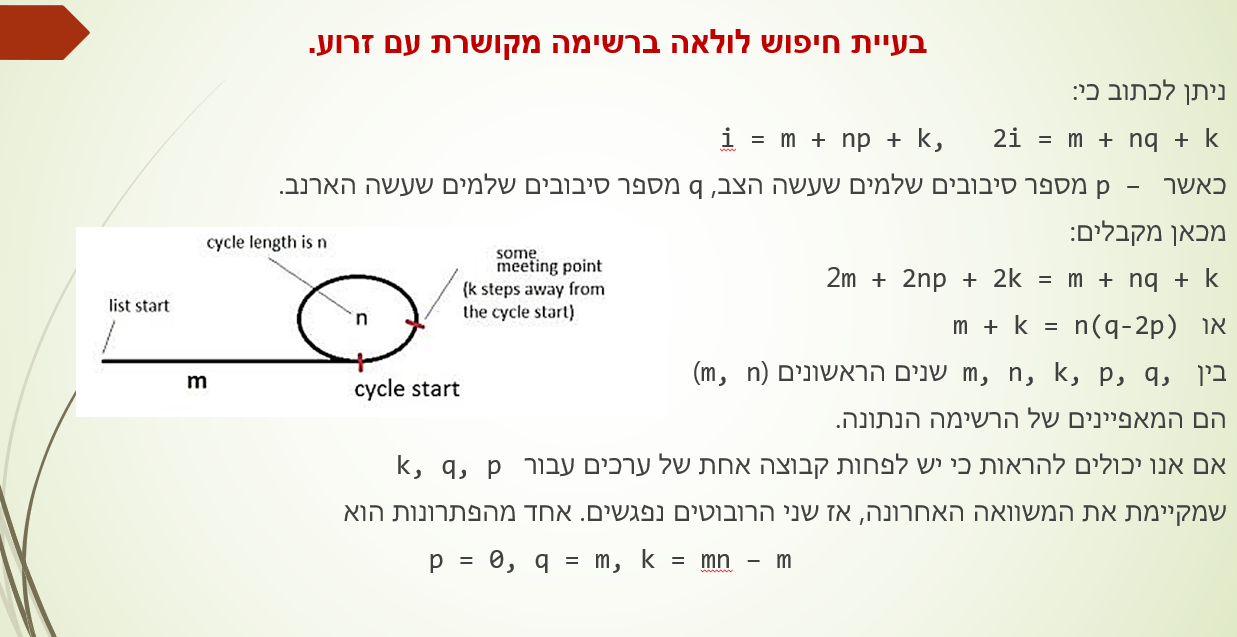 בעיית חיפוש לולאה ברשימה מקושרת עם זרוע.
ניתן לכתוב כי:
i = m + np + k,   2i = m + nq + k
כאשר – p מספר סיבובים שלמים שעשה הצב, q מספר סיבובים שלמים שעשה הארנב.
מכאן מקבלים:
2m + 2np + 2k = m + nq + k
או m + k = n(q-2p)
בין m, n, k, p, q, שנים הראשונים (m, n)
הם המאפיינים של הרשימה הנתונה.
אם אנו יכולים להראות כי יש לפחות קבוצה אחת של ערכים עבור k, q, p
שמקיימת את המשוואה האחרונה, אז שני הרובוטים נפגשים. אחד מהפתרונות הוא
p = 0, q = m, k = mn – m
cycle length is n
some
meeting point
(k steps away from
the cycle start)
list start
n
m
cycle start